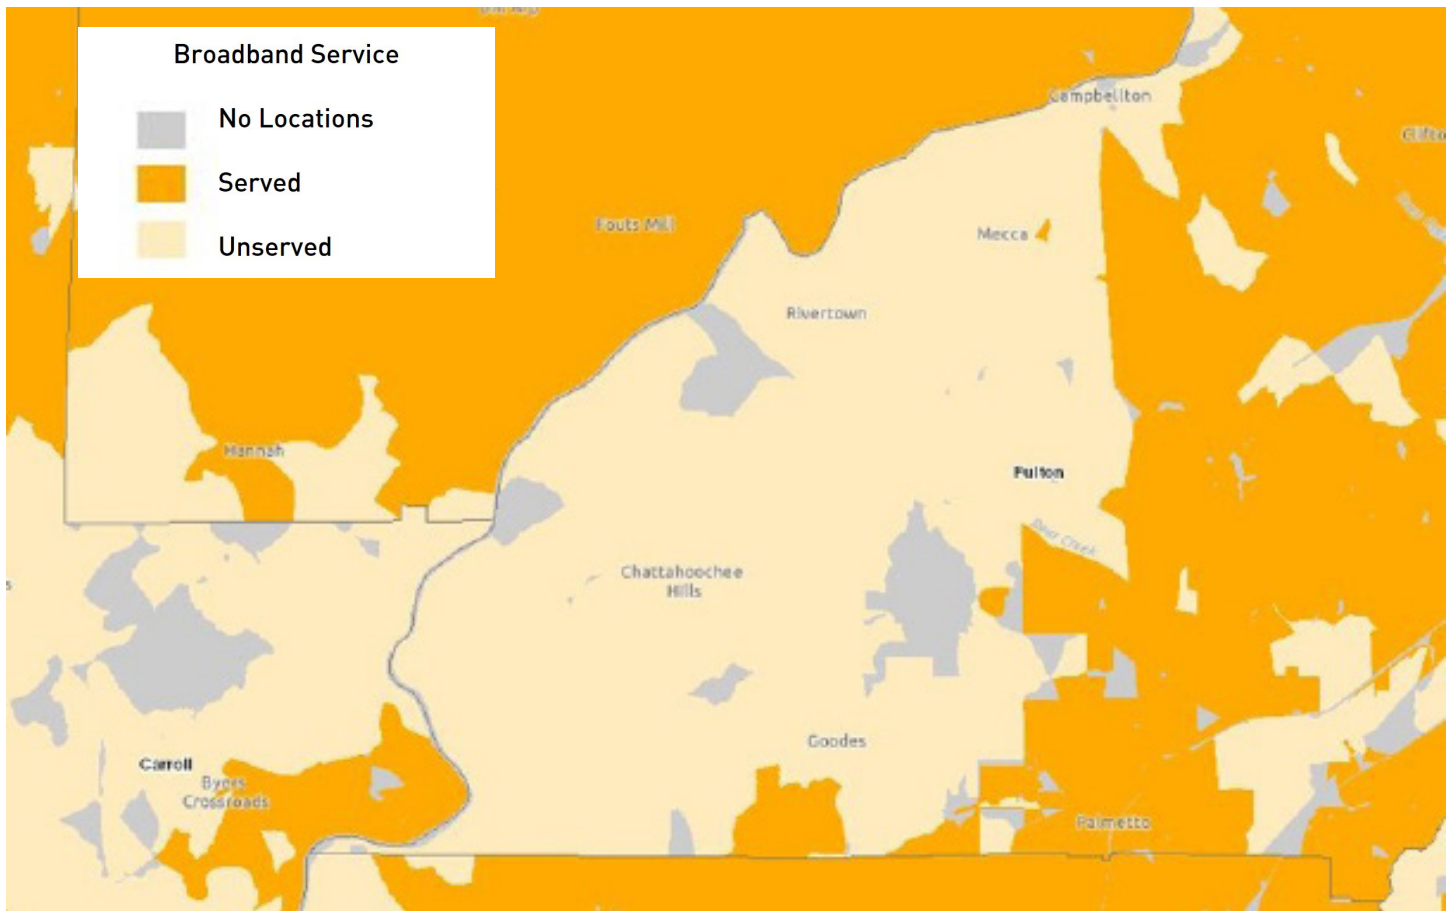 Broadband Service
No Locations
Served
Unserved
Campbellton
Fouts Mill
Mecca
Rivertown
Hannah
Fulton
Bear Creek
Chattahoochee
Hills
Goodes
Carroll
Byers
Crossroads
Palmetto